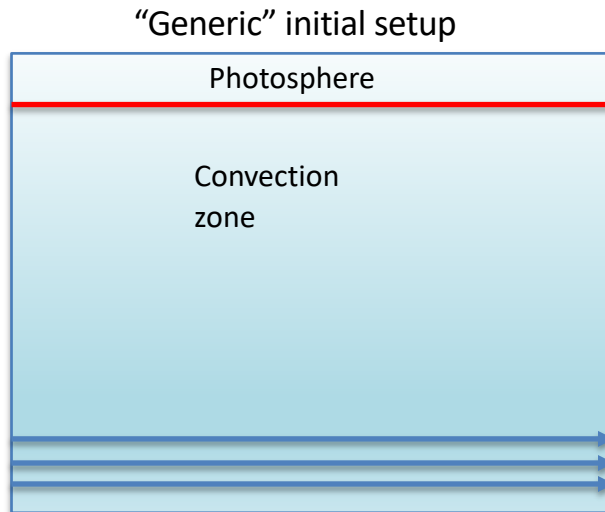 “Generic” initial setup
Photosphere
Convection
zone